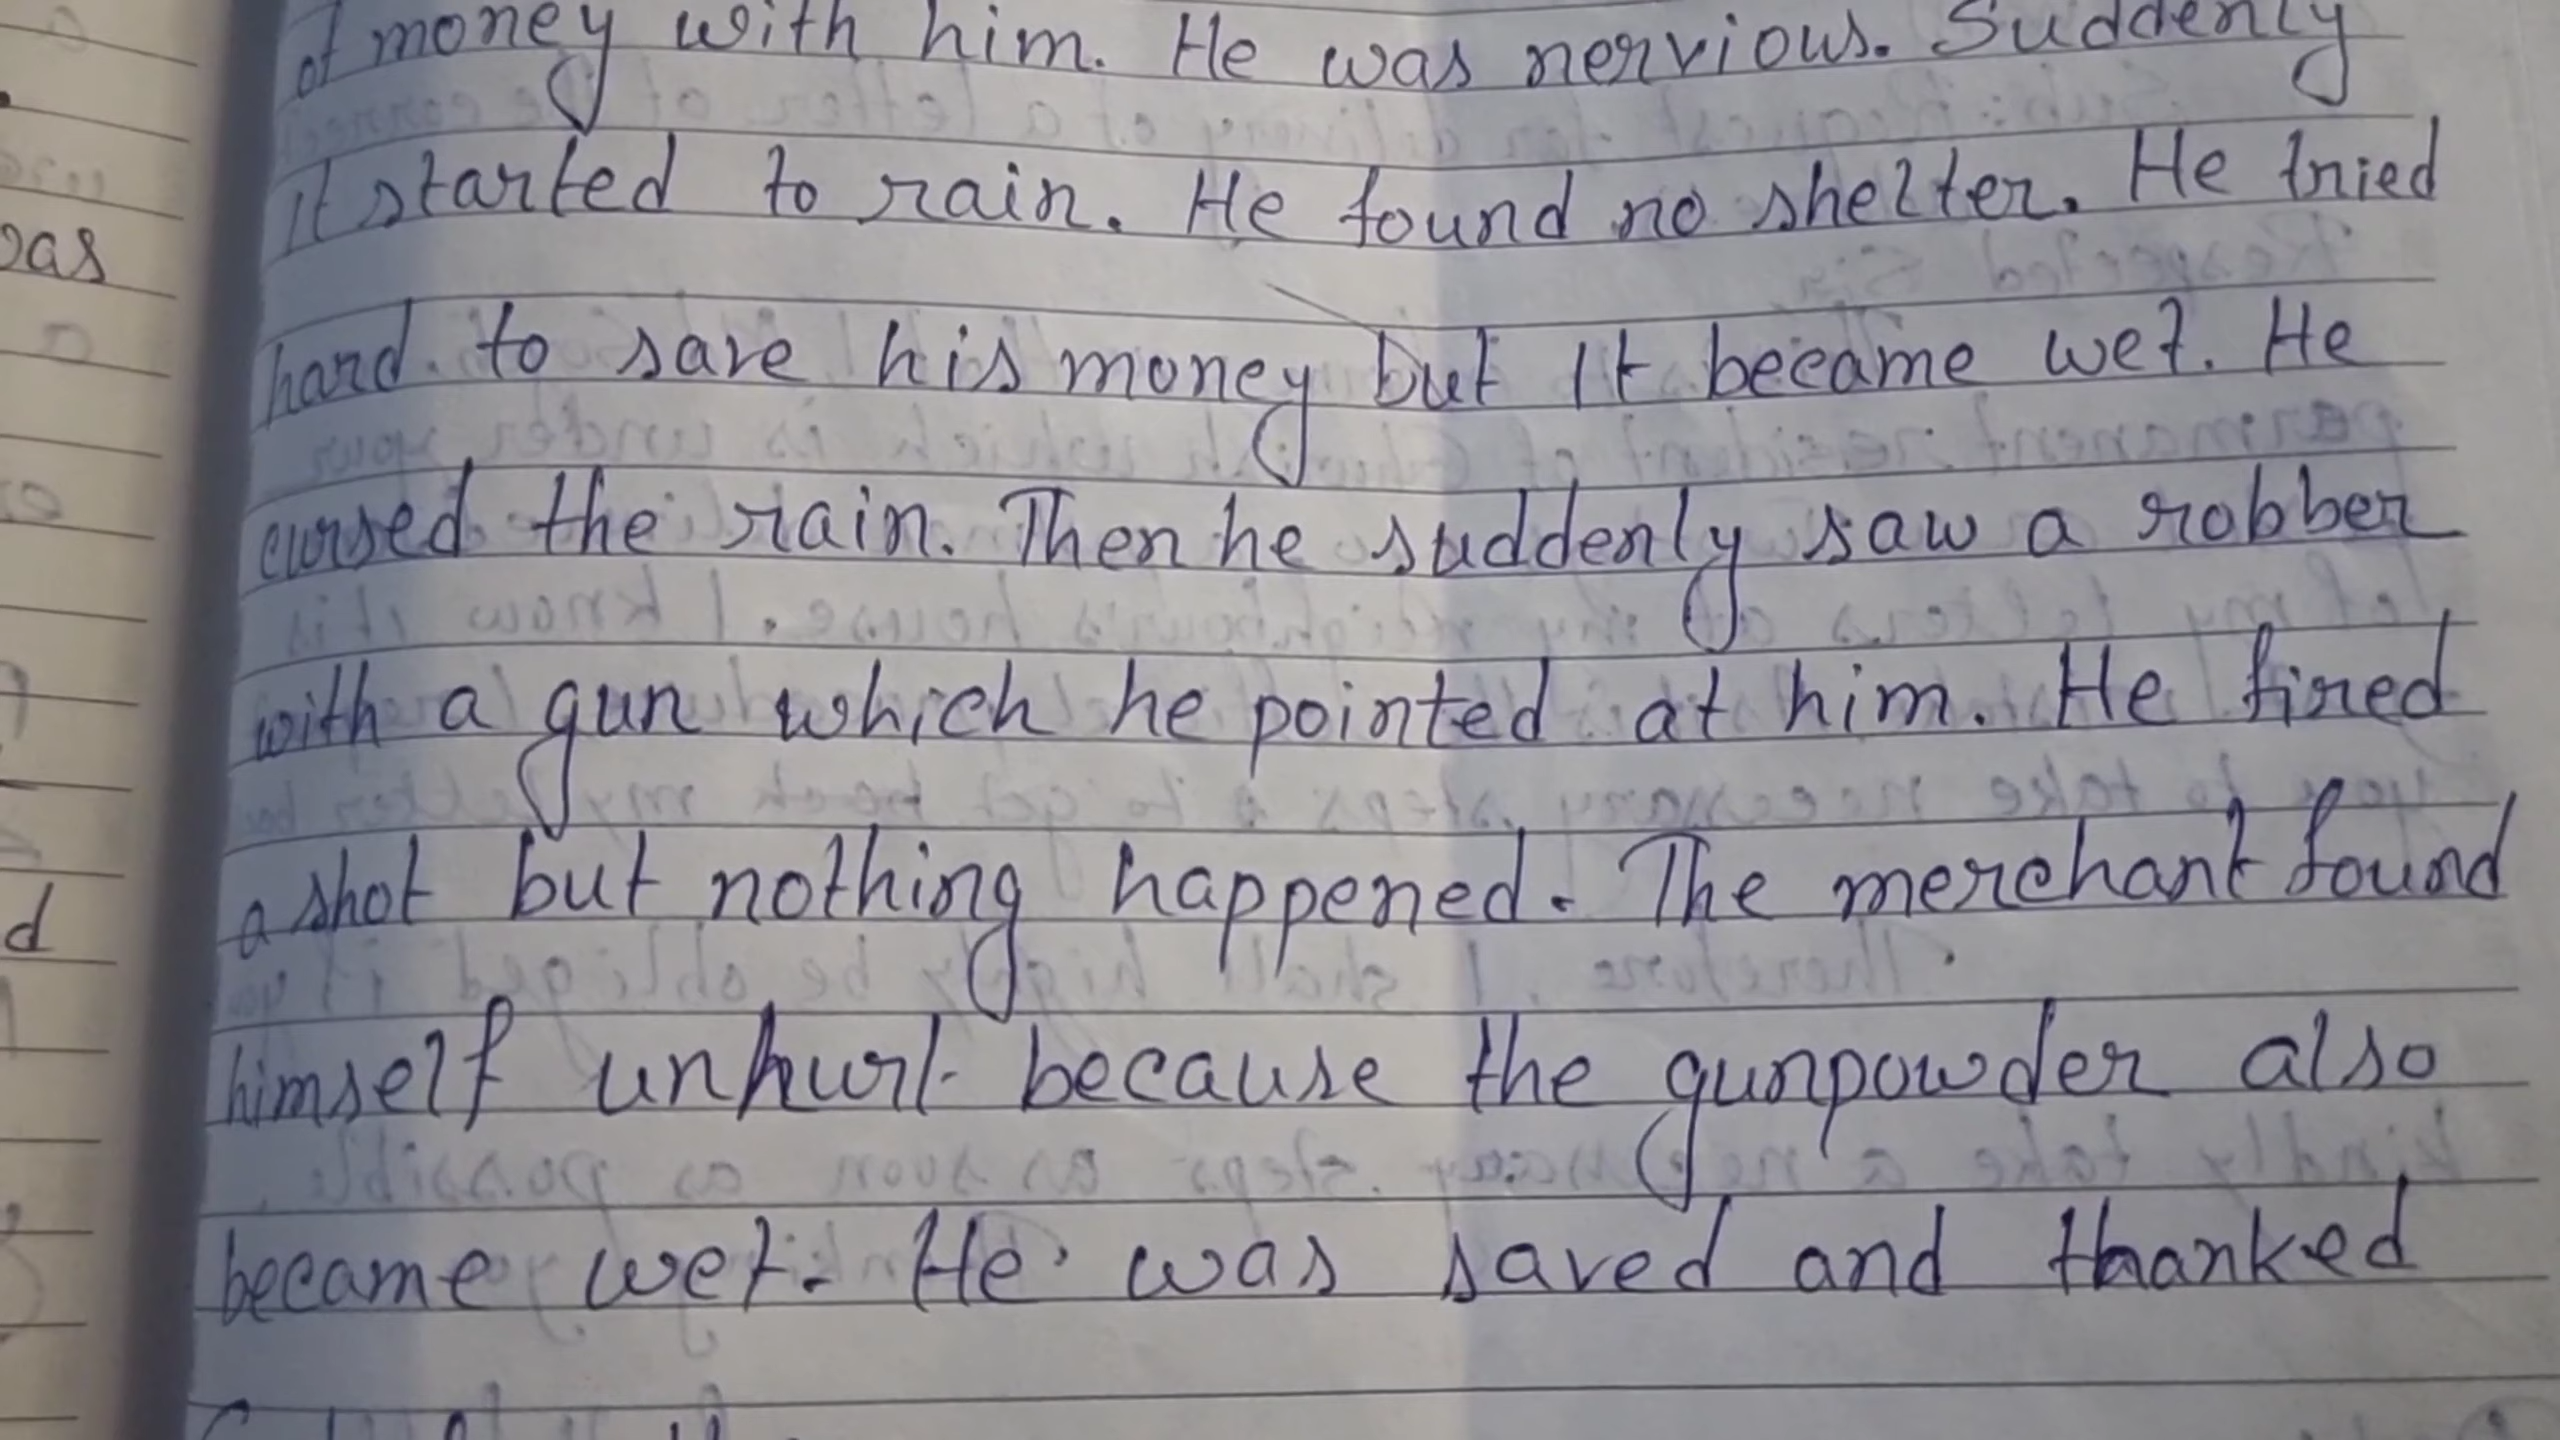 of money with him. He was nervious. Suddenly
it started to rain. He found no shelter. He tried
hard to save his money but It became wet. He
cursed the rain. Then he suddenly saw a robber
with a gun which he pointed at him. He fired
a shot but nothing happened. The merchant found
himself unhurt because the gunpowder also
became wet. He was saved and thanked